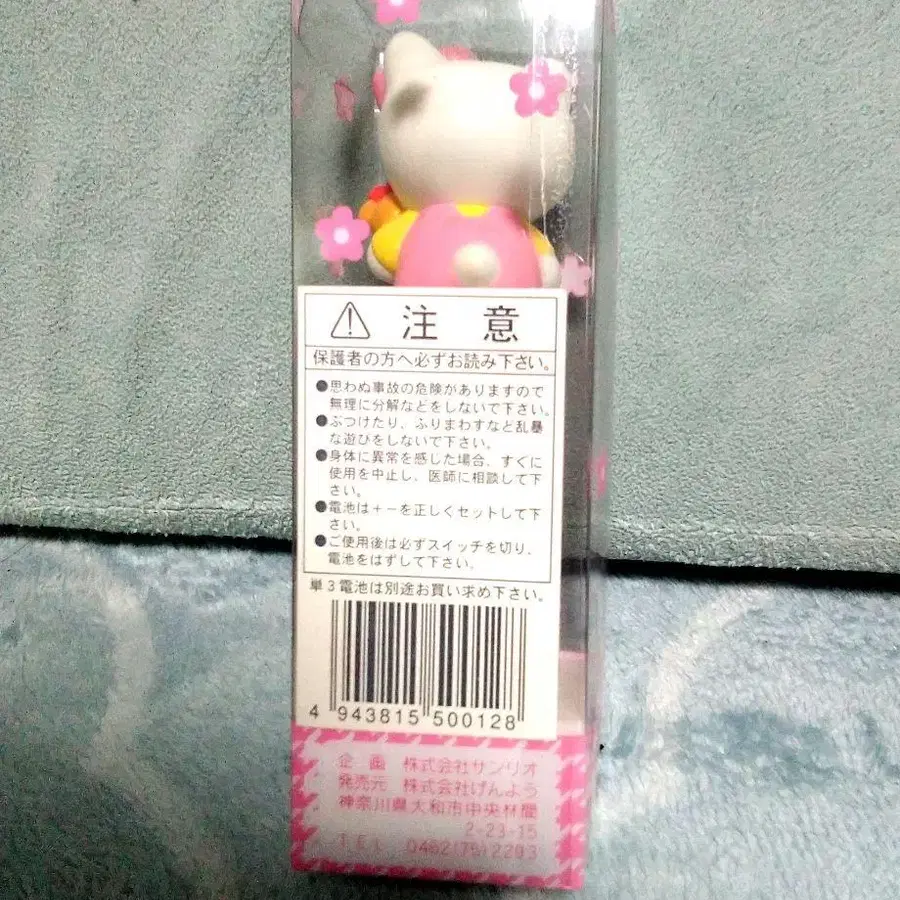 注意
保護者の方へ必ずお読み下さい。
●思わぬ事故の危険がありますので
無理に分解などをしないで下さい。
●ぶつけたり、ふりまわすなど乱暴
な遊びをしないで下さい。
●身体に異常を感じた場合、すぐに
使用を中止し、医師に相談して下
さい。
●電池は+−を正しくセットして下
さい。
●ご使用後は必ずスイッチを切り、
電池をはずして下さい。
単3電池は別途お買い求め下さい。
4 943815 500128
企画 株式会社サンリオ
発売元 株式会社げんよう
神奈川県大和市中央林間
2-23-15
TEL 0462(75)2203